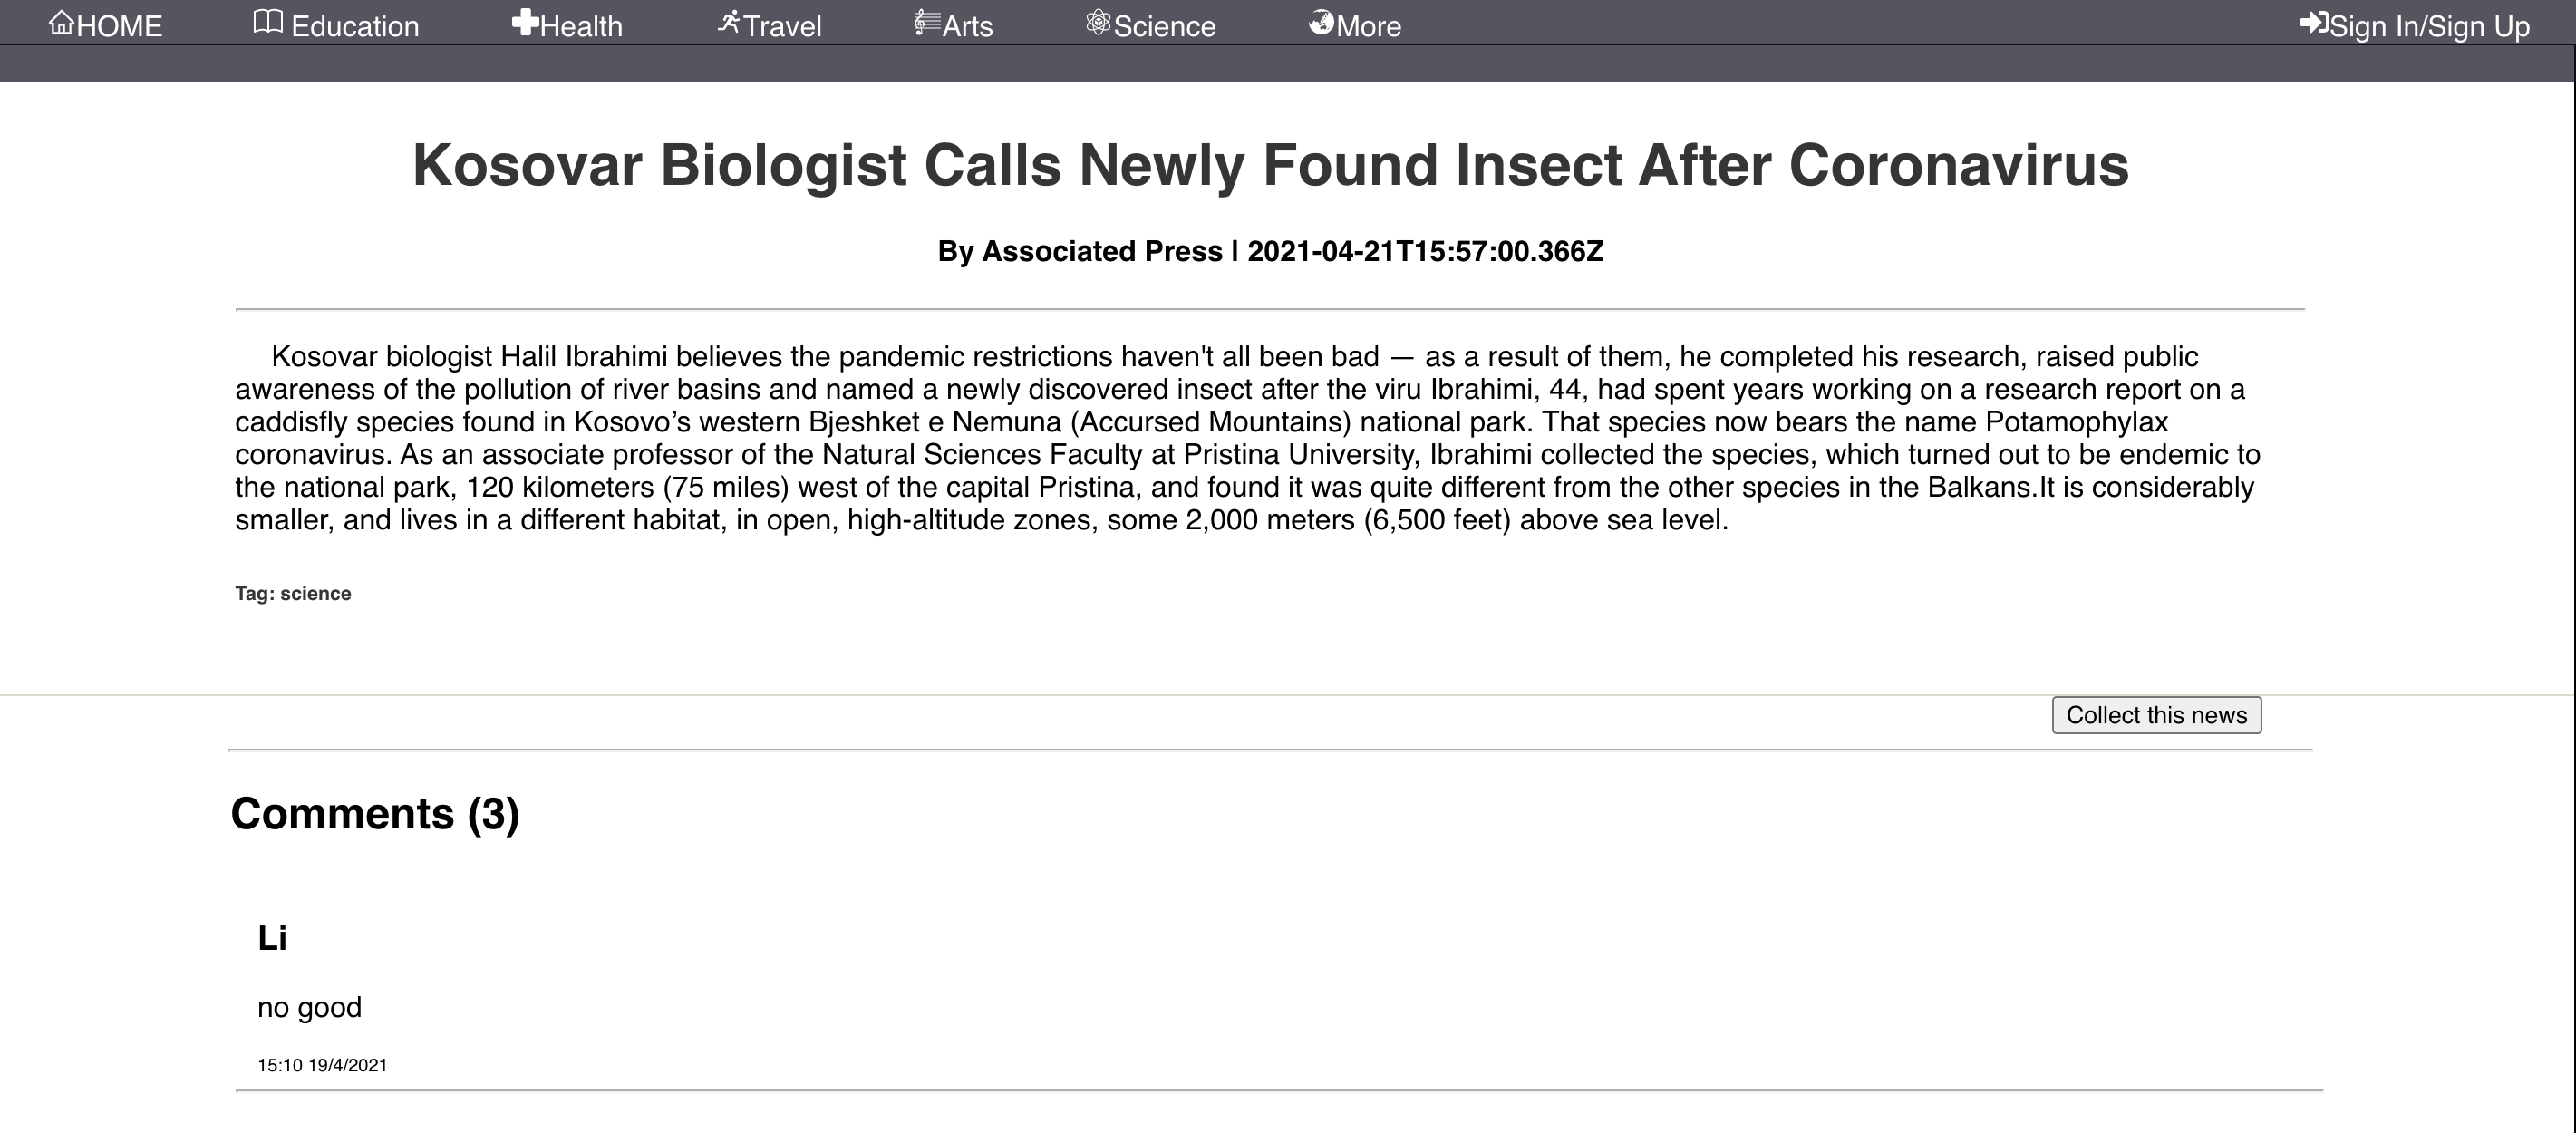 HOME Education Health Travel Arts Science More Sign In/Sign Up
Kosovar Biologist Calls Newly Found Insect After Coronavirus
By Associated Press | 2021-04-21T15:57:00.366Z
Kosovar biologist Halil Ibrahimi believes the pandemic restrictions haven't all been bad — as a result of them, he completed his research, raised public
awareness of the pollution of river basins and named a newly discovered insect after the viru Ibrahimi, 44, had spent years working on a research report on a
caddisfly species found in Kosovo’s western Bjeshket e Nemuna (Accursed Mountains) national park. That species now bears the name Potamophylax
coronavirus. As an associate professor of the Natural Sciences Faculty at Pristina University, Ibrahimi collected the species, which turned out to be endemic to
the national park, 120 kilometers (75 miles) west of the capital Pristina, and found it was quite different from the other species in the Balkans.It is considerably
smaller, and lives in a different habitat, in open, high-altitude zones, some 2,000 meters (6,500 feet) above sea level.
Tag: science
Collect this news
Comments (3)
Li
no good
15:10 19/4/2021